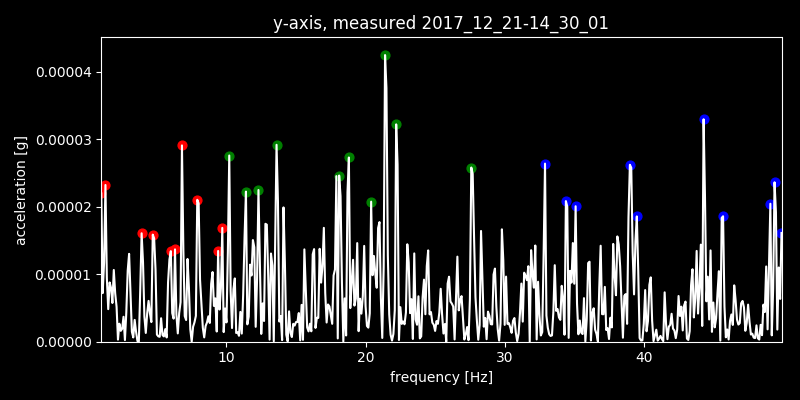 y-axis, measured 2017_12_21-14_30_01
0.00004
0.00003
0.00002
0.00001
0.00000
acceleration [g]
10 20 30 40
frequency [Hz]